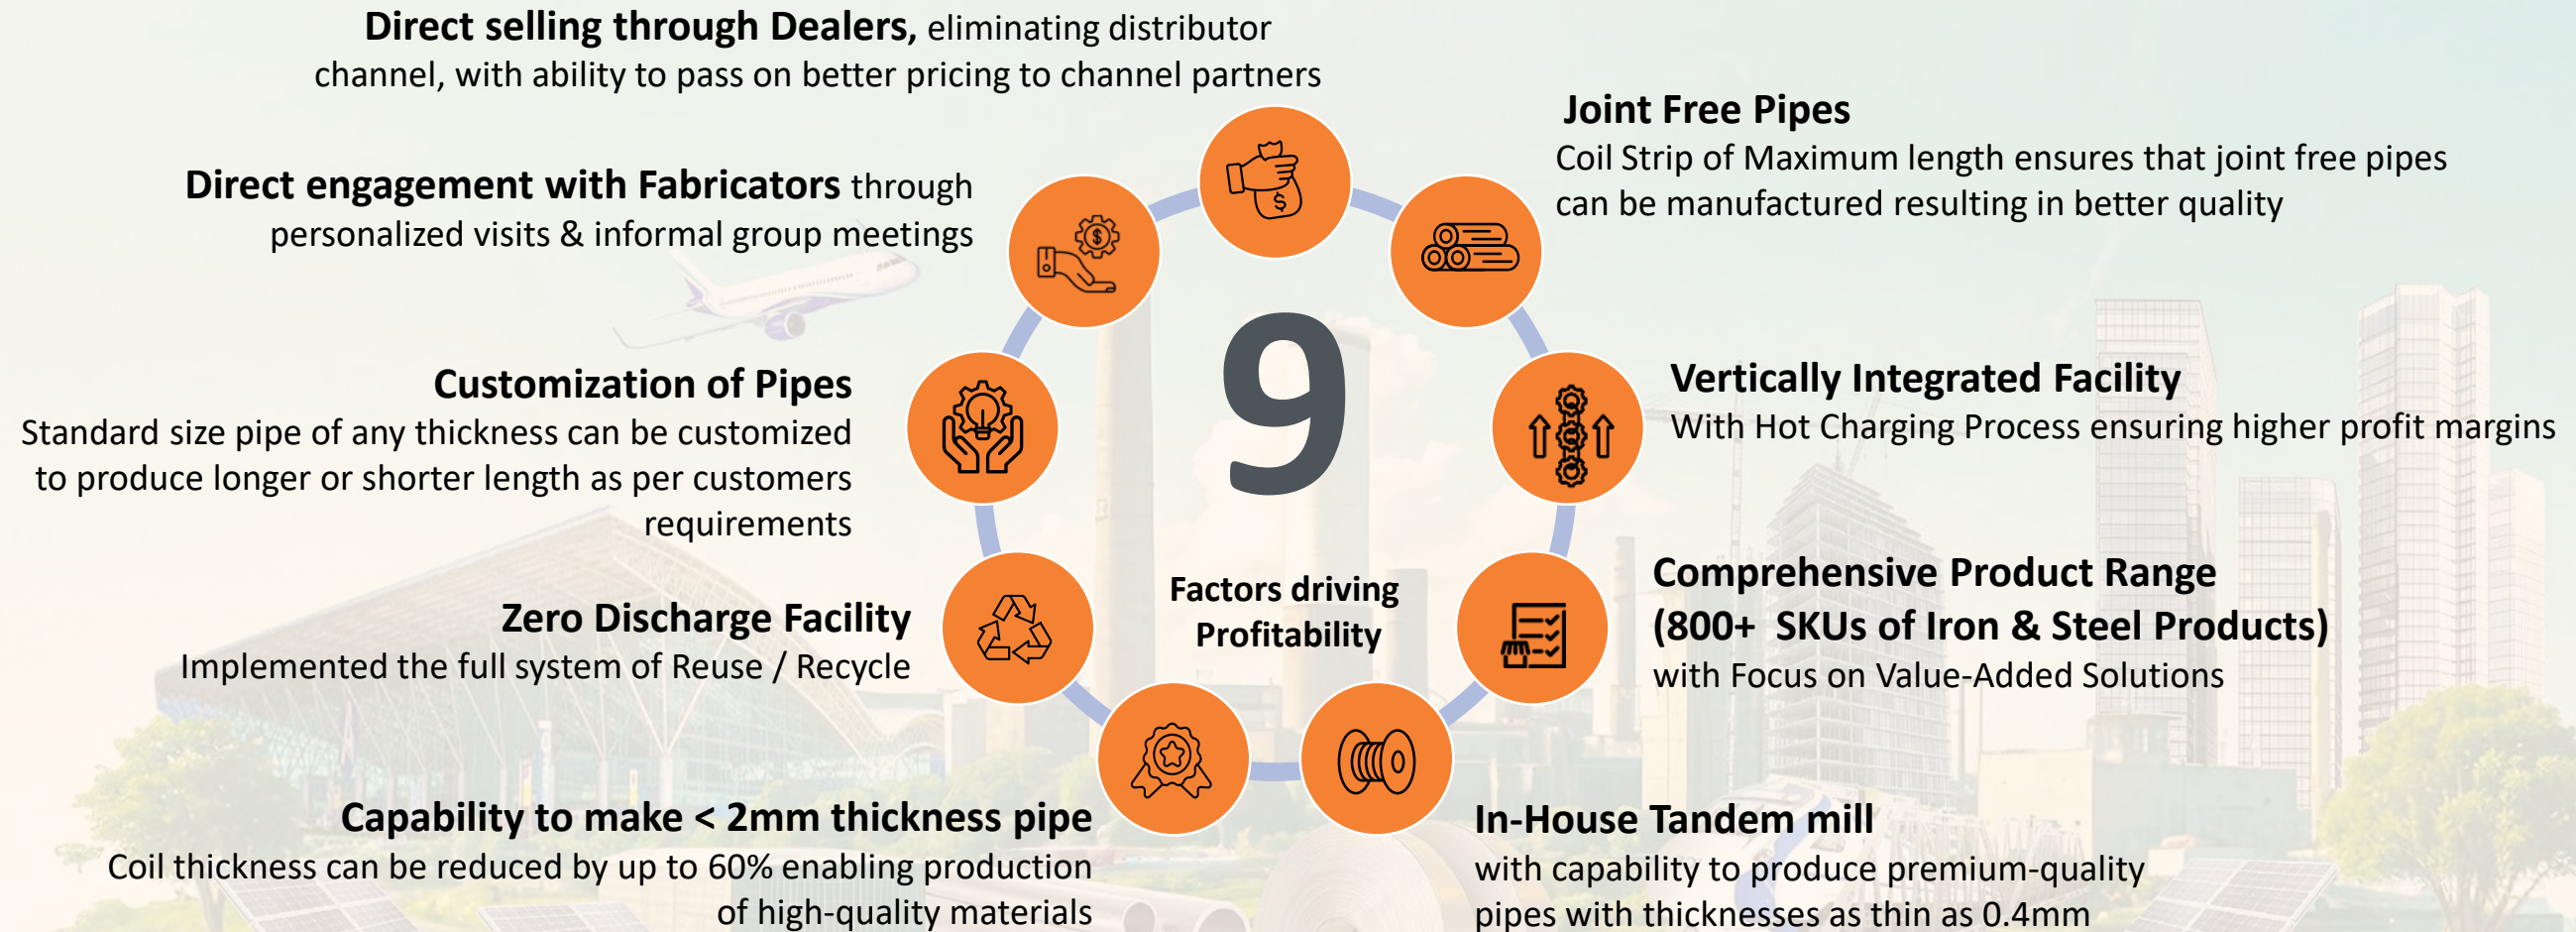 Direct selling through Dealers, eliminating distributor
channel, with ability to pass on better pricing to channel partners
Joint Free Pipes
Coil Strip of Maximum length ensures that joint free pipes
can be manufactured resulting in better quality
Direct engagement with Fabricators through
personalized visits & informal group meetings
$
$
9
Factors driving
Profitability
Customization of Pipes
Standard size pipe of any thickness can be customized
to produce longer or shorter length as per customers
requirements
Vertically Integrated Facility
With Hot Charging Process ensuring higher profit margins
Zero Discharge Facility
Implemented the full system of Reuse / Recycle
Comprehensive Product Range
(800+ SKUs of Iron & Steel Products)
with Focus on Value-Added Solutions
Capability to make < 2mm thickness pipe
Coil thickness can be reduced by up to 60% enabling production
of high-quality materials
In-House Tandem mill
with capability to produce premium-quality
pipes with thicknesses as thin as 0.4mm